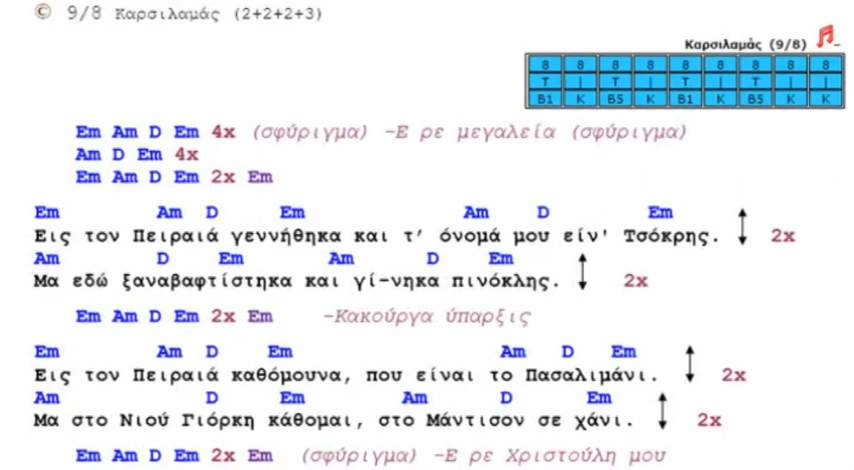 © 9/8 Καρσιλαμάς (2+2+2+3)
Καρσιλαμάς (9/8)
8 8 8 8 8 8 8 8 8
T | T | T | T | |
B1 K B5 K B1 K B5 K K
Em Am D Em 4x (σφύριγμα) -Ε ρε μεγαλεία (σφύριγμα)
Am D Em 4x
Em Am D Em 2x Em
Em Am D Em Am D Em
Εις τον Πειραιά γεννήθηκα και τ’ όνομά μου είν' Τσόκρης. 2x
Am D Em Am D Em
Μα εδώ ξαναβαφτίστηκα και γί-νηκα πινόκλης. 2x
Em Am D Em 2x Em -Κακούργα ύπαρξις
Em Am D Em Am D Em
Εις τον Πειραιά καθόμουνα, που είναι το Πασαλιμάνι. 2x
Am D Em Am D Em
Μα στο Νιού Γιόρκη κάθομαι, στο Μάντισον σε χάνι. 2x
Em Am D Em 2x Em (σφύριγμα) -Ε ρε Χριστούλη μου